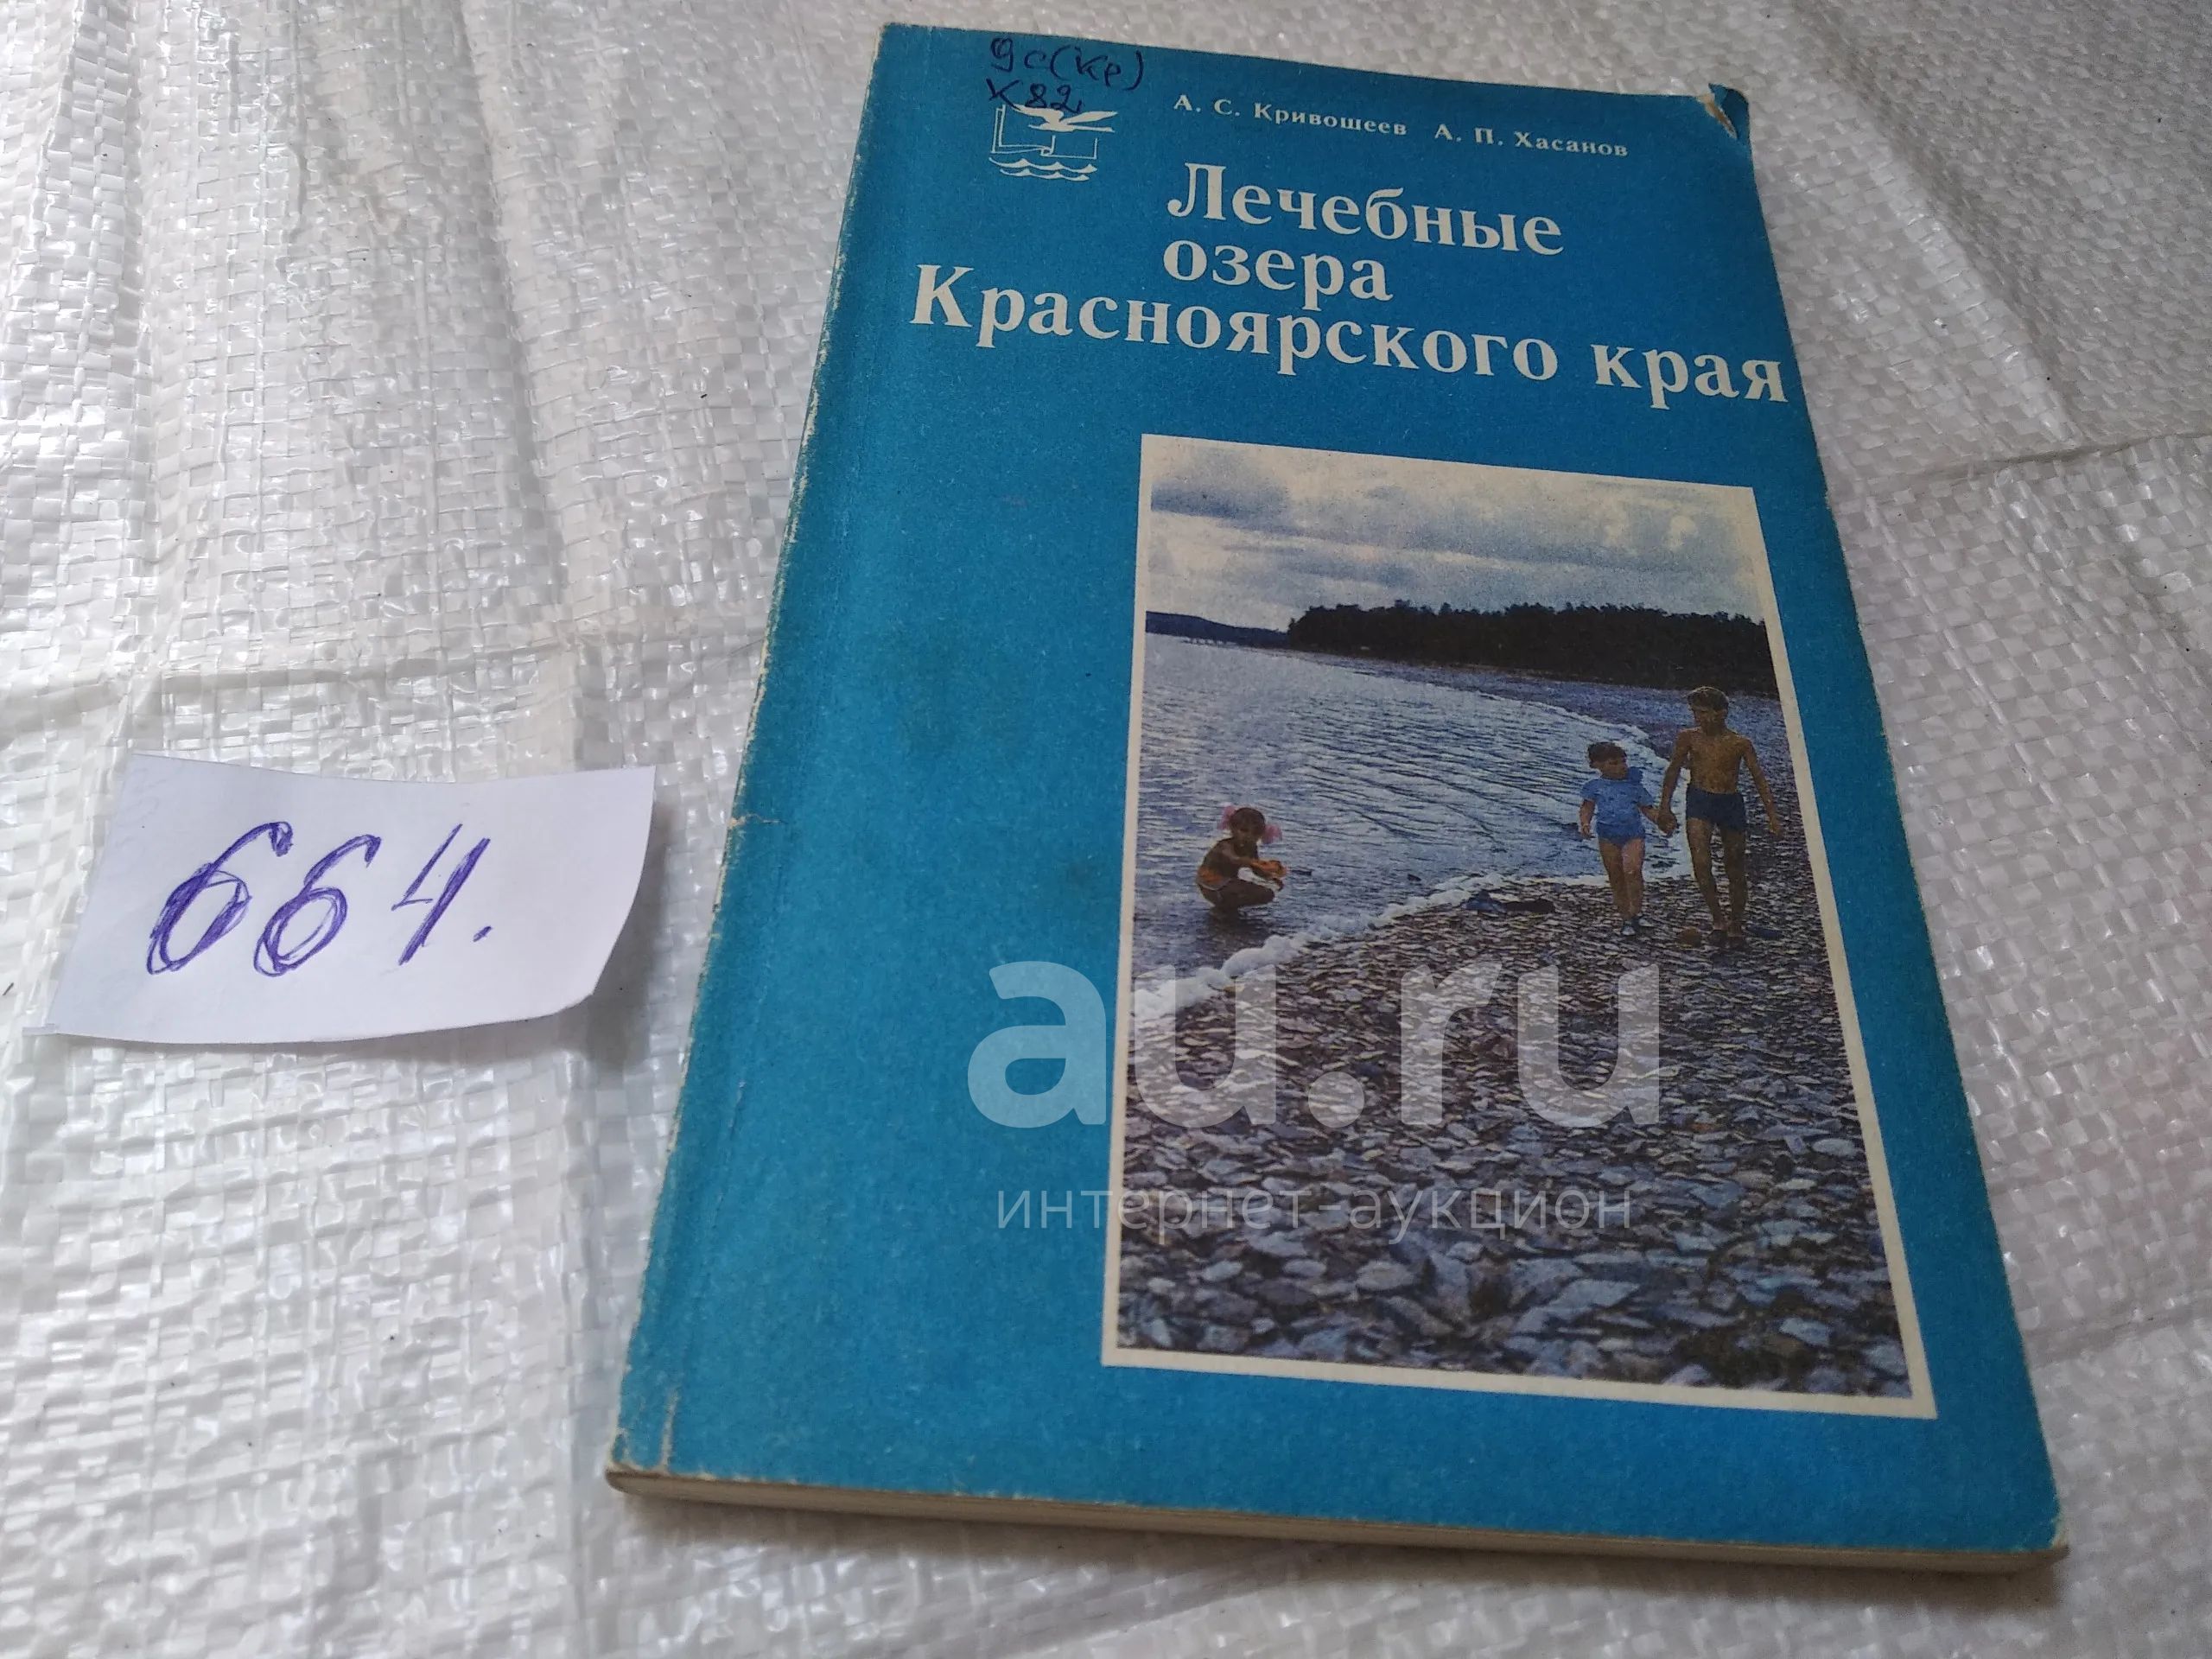 9с(Кр)
К82
А. С. Кривошеев А. П. Хасанов
Лечебные
озера
Красноярского края
664.
au.ru
интернет-аукцион